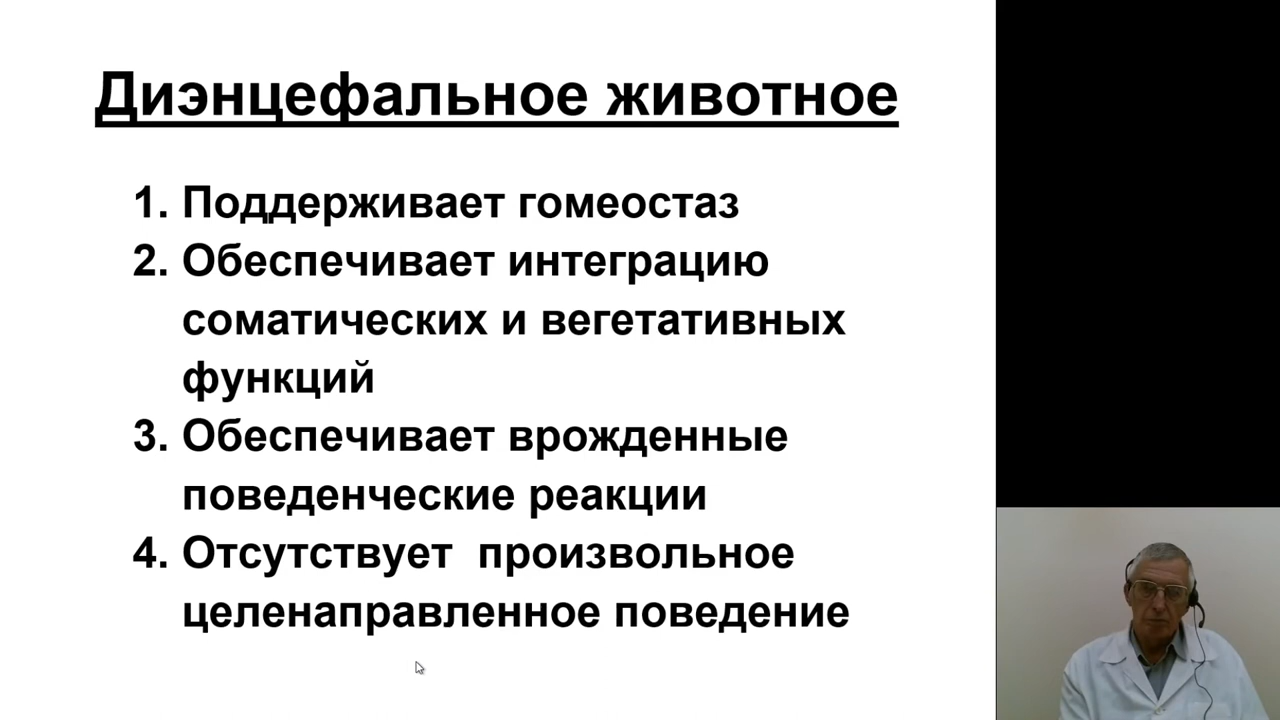 Диэнцефальное животное
1. Поддерживает гомеостаз
2. Обеспечивает интеграцию
соматических и вегетативных
функций
3. Обеспечивает врожденные
поведенческие реакции
4. Отсутствует произвольное
целенаправленное поведение